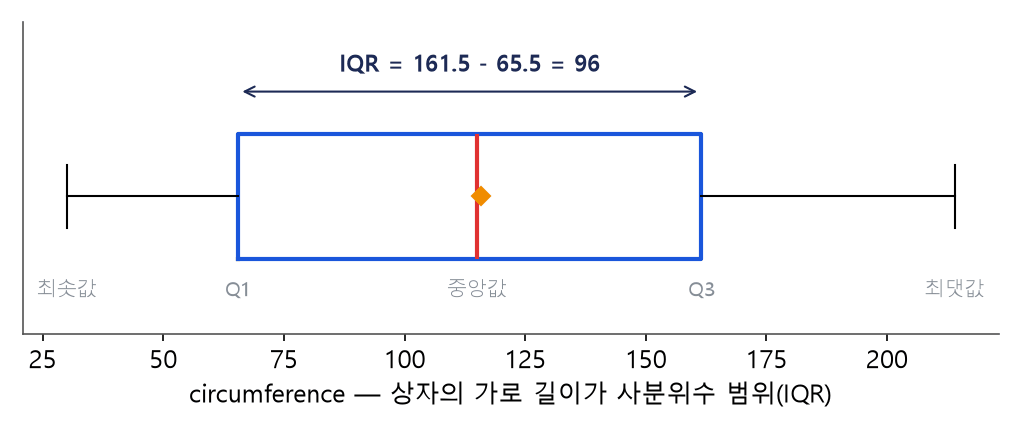 IQR = 161.5 - 65.5 = 96
최솟값 Q1 중앙값 Q3 최댓값
25 50 75 100 125 150 175 200
circumference — 상자의 가로 길이가 사분위수 범위(IQR)